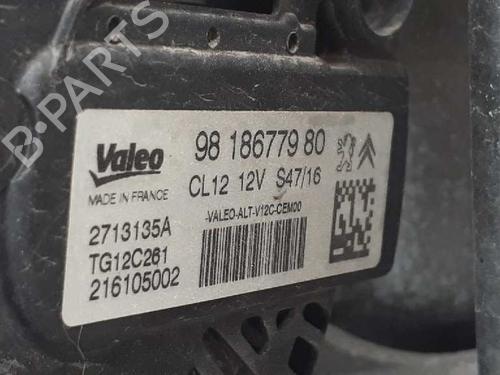 B-PARTS
Valeo
MADE IN FRANCE
98 186779 80
CL12 12V S47/16
-VALEO-ALT-V12C-CEM00
2713135A
TG12C261
216105002